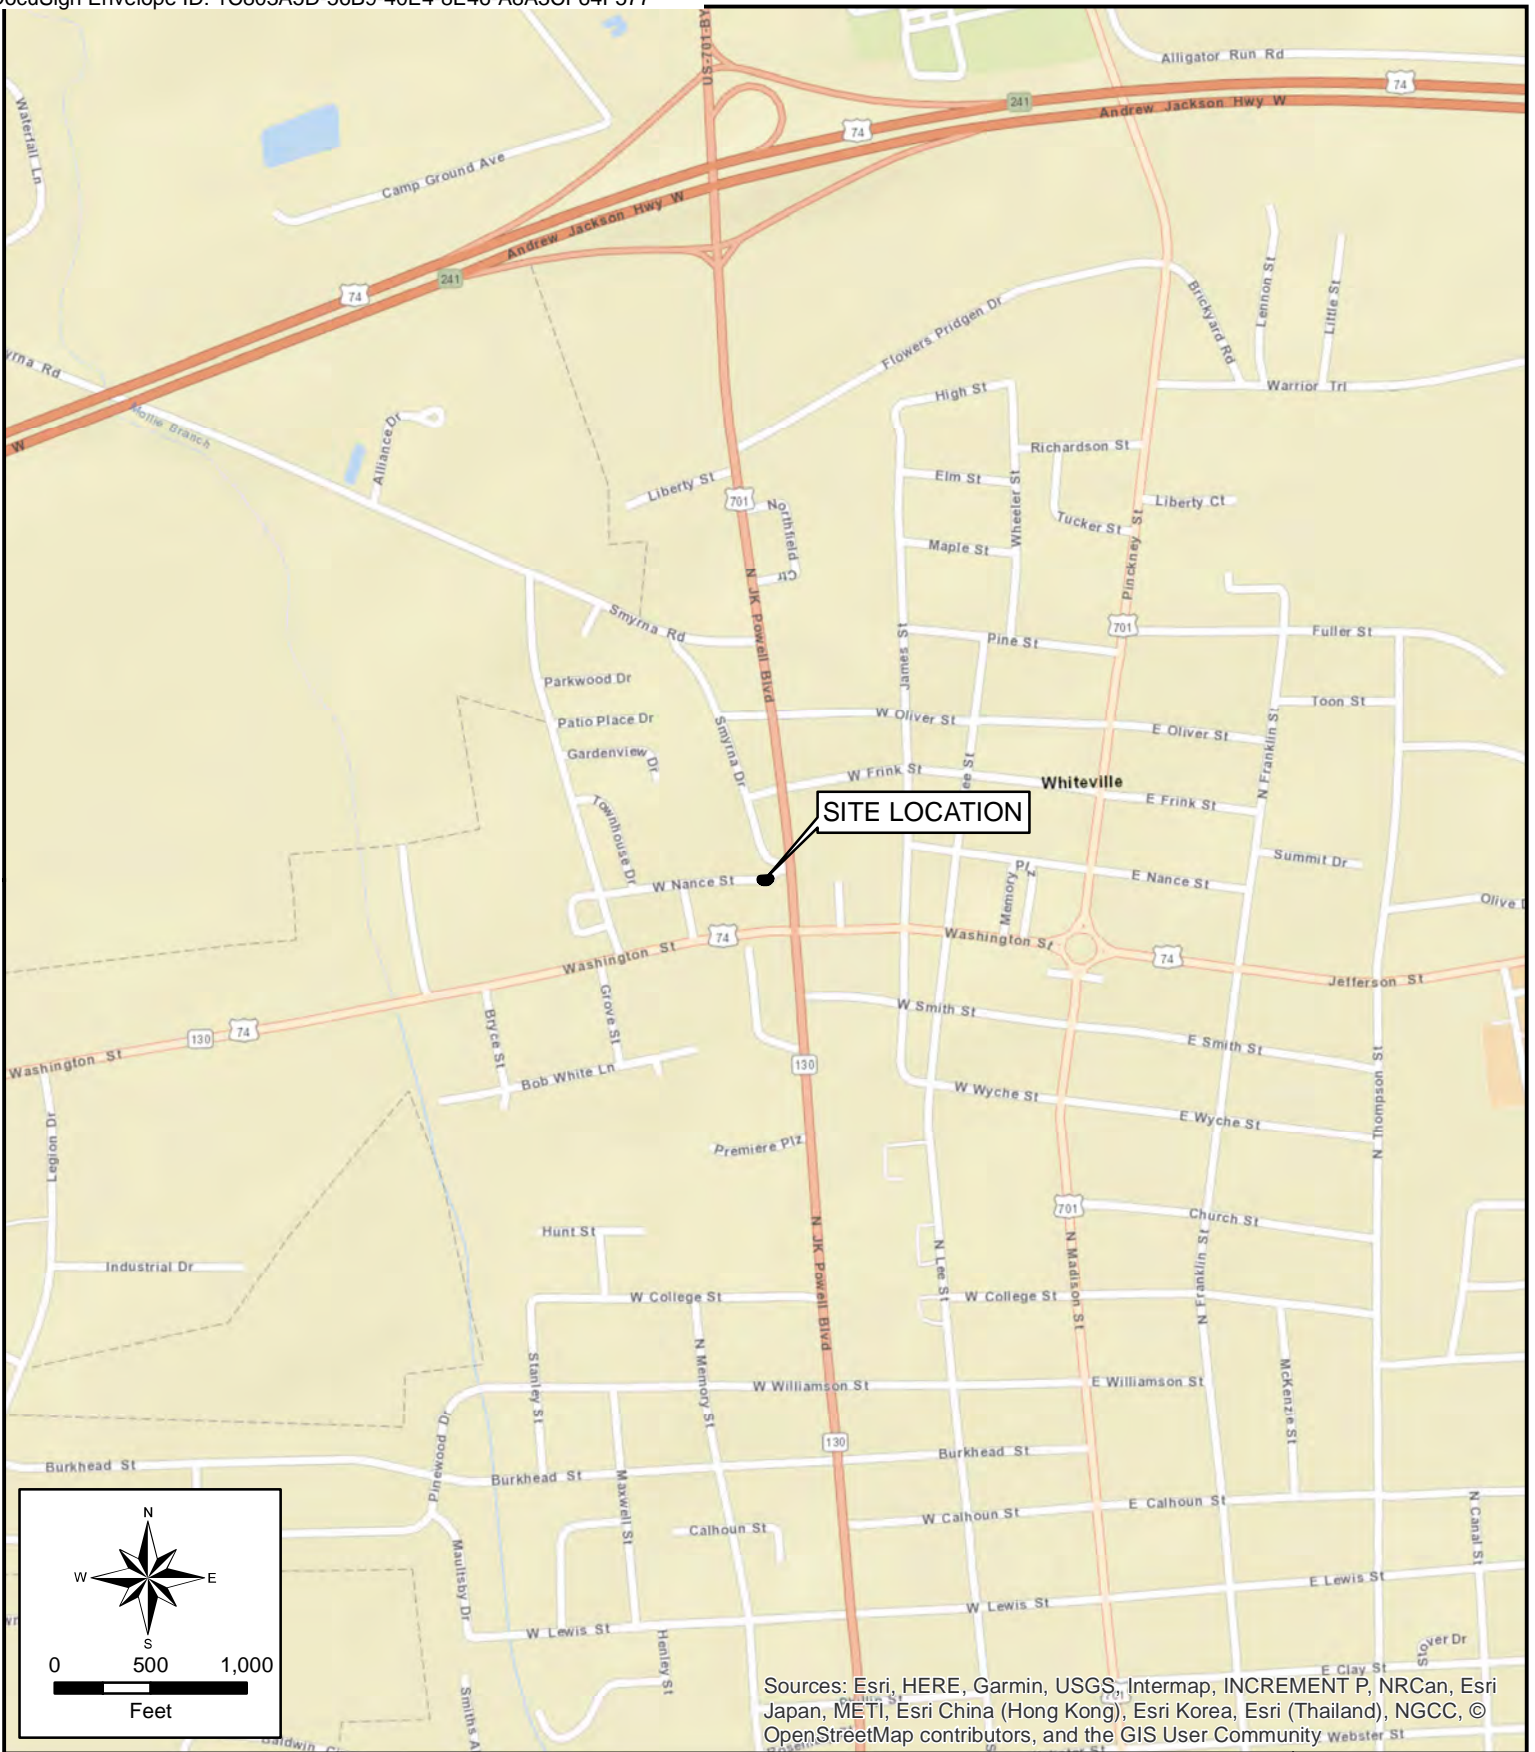 US-701-BY
Alligator Run Rd
74
241
Andrew Jackson Hwy W
74
Waterfall Ln
Camp Ground Ave
Andrew Jackson Hwy W
241
74
Lennon St
Little St
Brickyard Rd
Flowers Pridgen Dr
Warrior Trl
High St
Mollie Branch
W
Alliance Dr
Richardson St
Liberty St
701
Elm St
Wheeler St
Liberty Ct
Northfield Ctr
Tucker St
Maple St
Pinckney St
N JK Powell Blvd
Smyrna Rd
701
Fuller St
James St
Pine St
Parkwood Dr
Toon St
Patio Place Dr
W Oliver St
E Oliver St
N Franklin St
Gardenview Dr
Smyrna Dr
W Frink St
Whiteville
E Frink St
Townhouse Dr
SITE LOCATION
Summit Dr
W Nance St
Memory Plz
E Nance St
74
Washington St
Washington St
74
Jefferson St
Grove St
W Smith St
Bryce St
130
74
E Smith St
Washington St
130
Bob White Ln
W Wyche St
E Wyche St
N Thompson St
Legion Dr
Premiere Plz
701
Church St
Hunt St
N JK Powell Blvd
N Lee St
N Madison St
N Franklin St
Industrial Dr
W College St
W College St
Stanley St
N Memory St
McKenzie St
W Williamson St
E Williamson St
Pinewood Dr
130
Burkhead St
Burkhead St
Burkhead St
Maxwell St
E Calhoun St
W Calhoun St
Calhoun St
N Canal St
Maultsby Dr
E Lewis St
W Lewis St
W Lewis St
Henley St
E Clay St
N
W
E
S
0 500 1,000
Feet
Sources: Esri, HERE, Garmin, USGS, Intermap, INCREMENT P, NRCan, Esri
Japan, METI, Esri China (Hong Kong), Esri Korea, Esri (Thailand), NGCC, ©
OpenStreetMap contributors, and the GIS User Community
Webster St